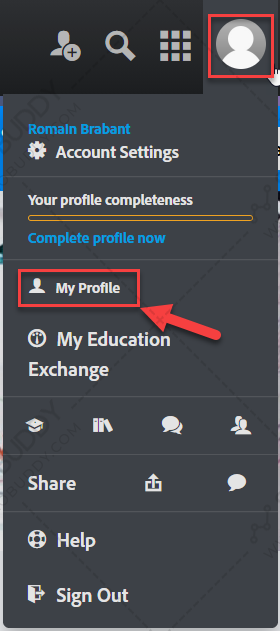 Romain Brabant
Account Settings
Your profile completeness
Complete profile now
My Profile
My Education
Exchange
Share
Help
Sign Out